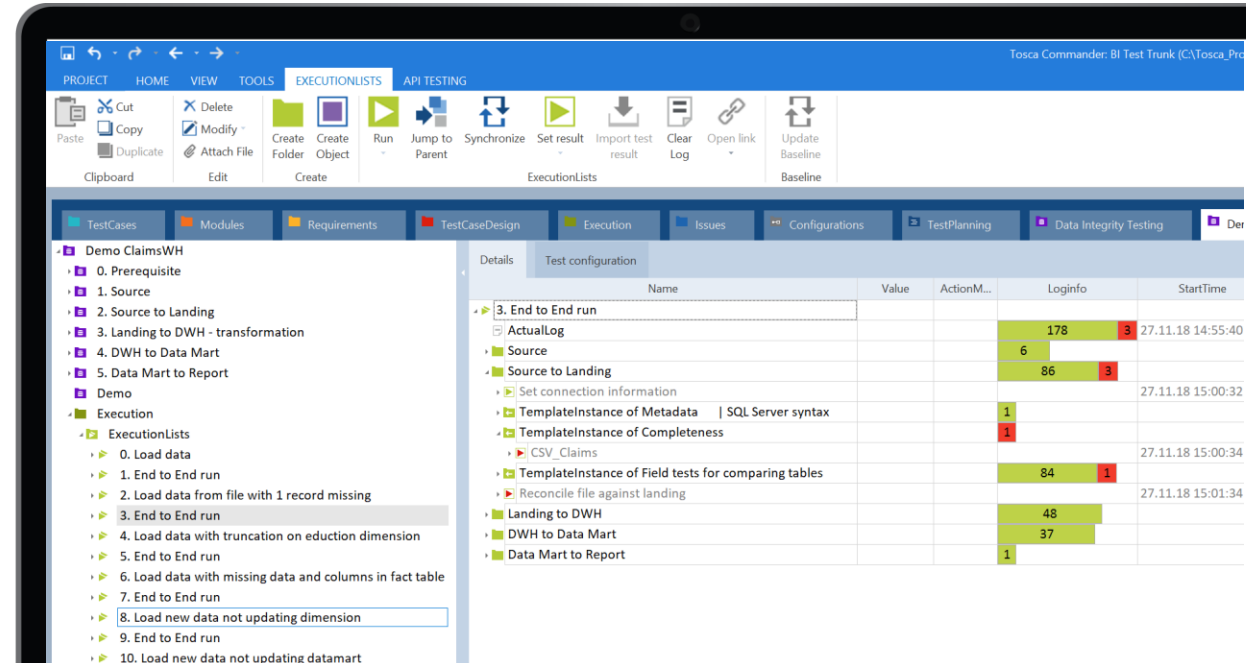 Tosca Commander: BI Test Trunk (C:\Tosca_Pro
PROJECT HOME VIEW TOOLS EXECUTIONLISTS API TESTING
Paste Cut Copy Duplicate
Delete Modify Attach File
Create Folder Create Object
Run Jump to Parent Synchronize Set result Import test result Clear Log Open link
Update Baseline
Clipboard Edit Create ExecutionLists Baseline
TestCases Modules Requirements TestCaseDesign Execution Issues Configurations TestPlanning Data Integrity Testing Der
Demo ClaimsWH
0. Prerequisite
1. Source
2. Source to Landing
3. Landing to DWH - transformation
4. DWH to Data Mart
5. Data Mart to Report
Demo
Execution
ExecutionLists
0. Load data
1. End to End run
2. Load data from file with 1 record missing
3. End to End run
4. Load data with truncation on eduction dimension
5. End to End run
6. Load data with missing data and columns in fact table
7. End to End run
8. Load new data not updating dimension
9. End to End run
10. Load new data not updating datamart
Details Test configuration
Name Value ActionM... Loginfo StartTime
3. End to End run
ActualLog 178 3 27.11.18 14:55:40
Source 6
Source to Landing 86 3
Set connection information 27.11.18 15:00:32
TemplateInstance of Metadata | SQL Server syntax 1
TemplateInstance of Completeness 1
CSV_Claims 27.11.18 15:00:34
TemplateInstance of Field tests for comparing tables 84 1
Reconcile file against landing 27.11.18 15:01:34
Landing to DWH 48
DWH to Data Mart 37
Data Mart to Report 1